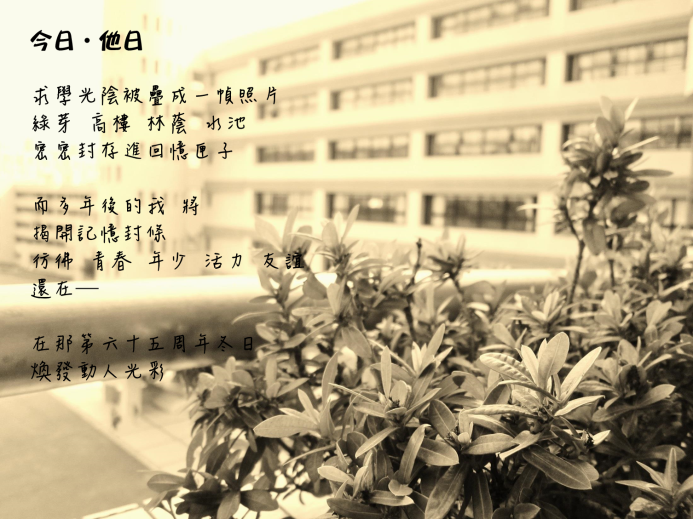 今日·他日
求學光陰被疊成一幀照片
綠芽 高樓 林蔭 水池
密密封存進回憶匣子
而多年後的我 將
揭開記憶封條
彷彿 青春 年少 活力 友誼
還在——
在那第六十五周年冬日
煥發動人光彩